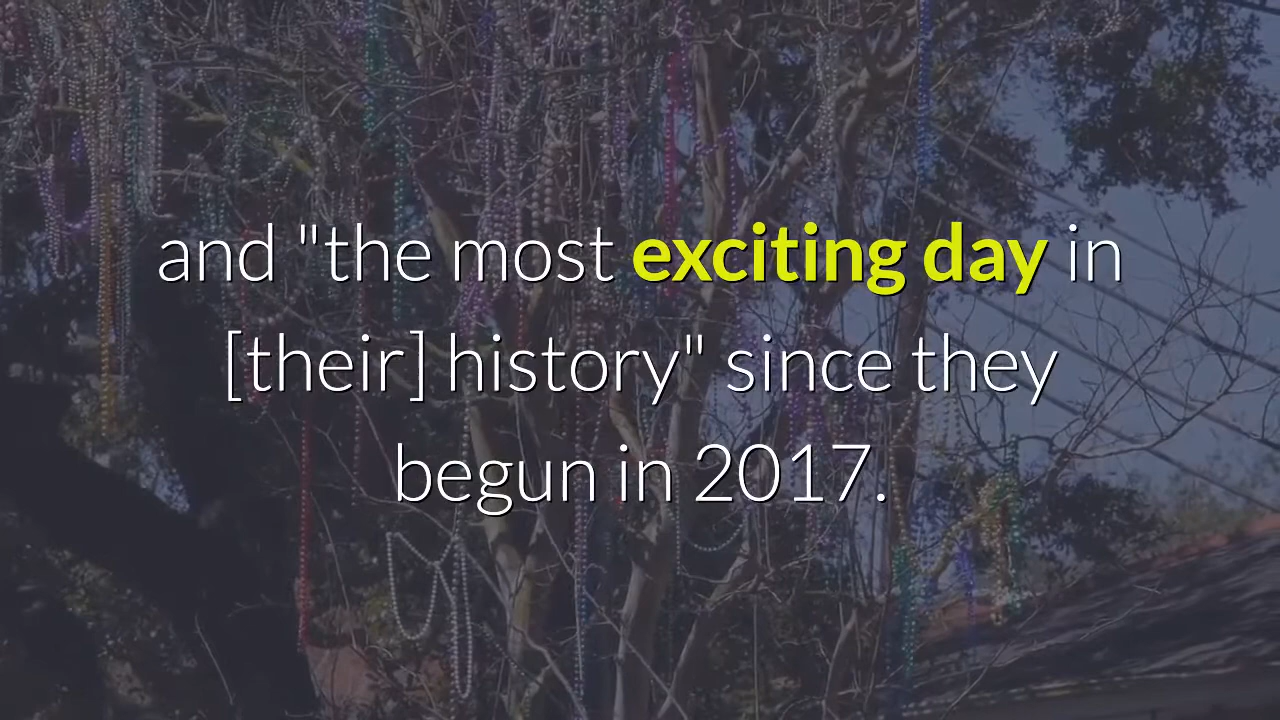 and "the most exciting day in
[their] history" since they
begun in 2017.